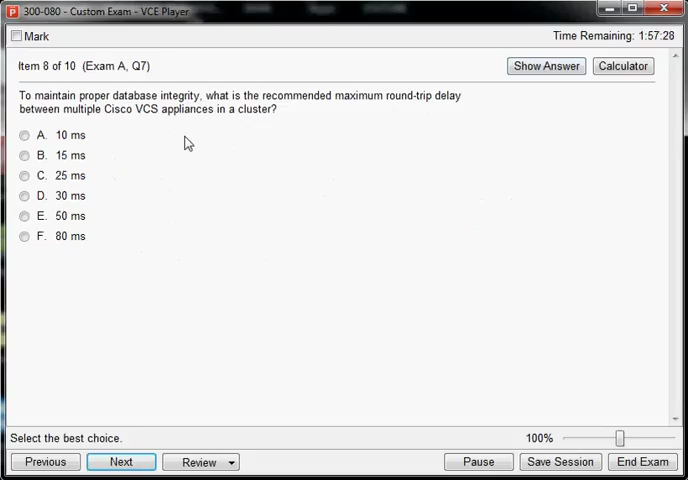 300-080 - Custom Exam - VCE Player
Mark
Time Remaining: 1:57:28
Item 8 of 10 (Exam A, Q7)
Show Answer
Calculator
To maintain proper database integrity, what is the recommended maximum round-trip delay
between multiple Cisco VCS appliances in a cluster?
A. 10 ms
B. 15 ms
C. 25 ms
D. 30 ms
E. 50 ms
F. 80 ms
Select the best choice.
100%
Previous
Next
Review
Pause
Save Session
End Exam